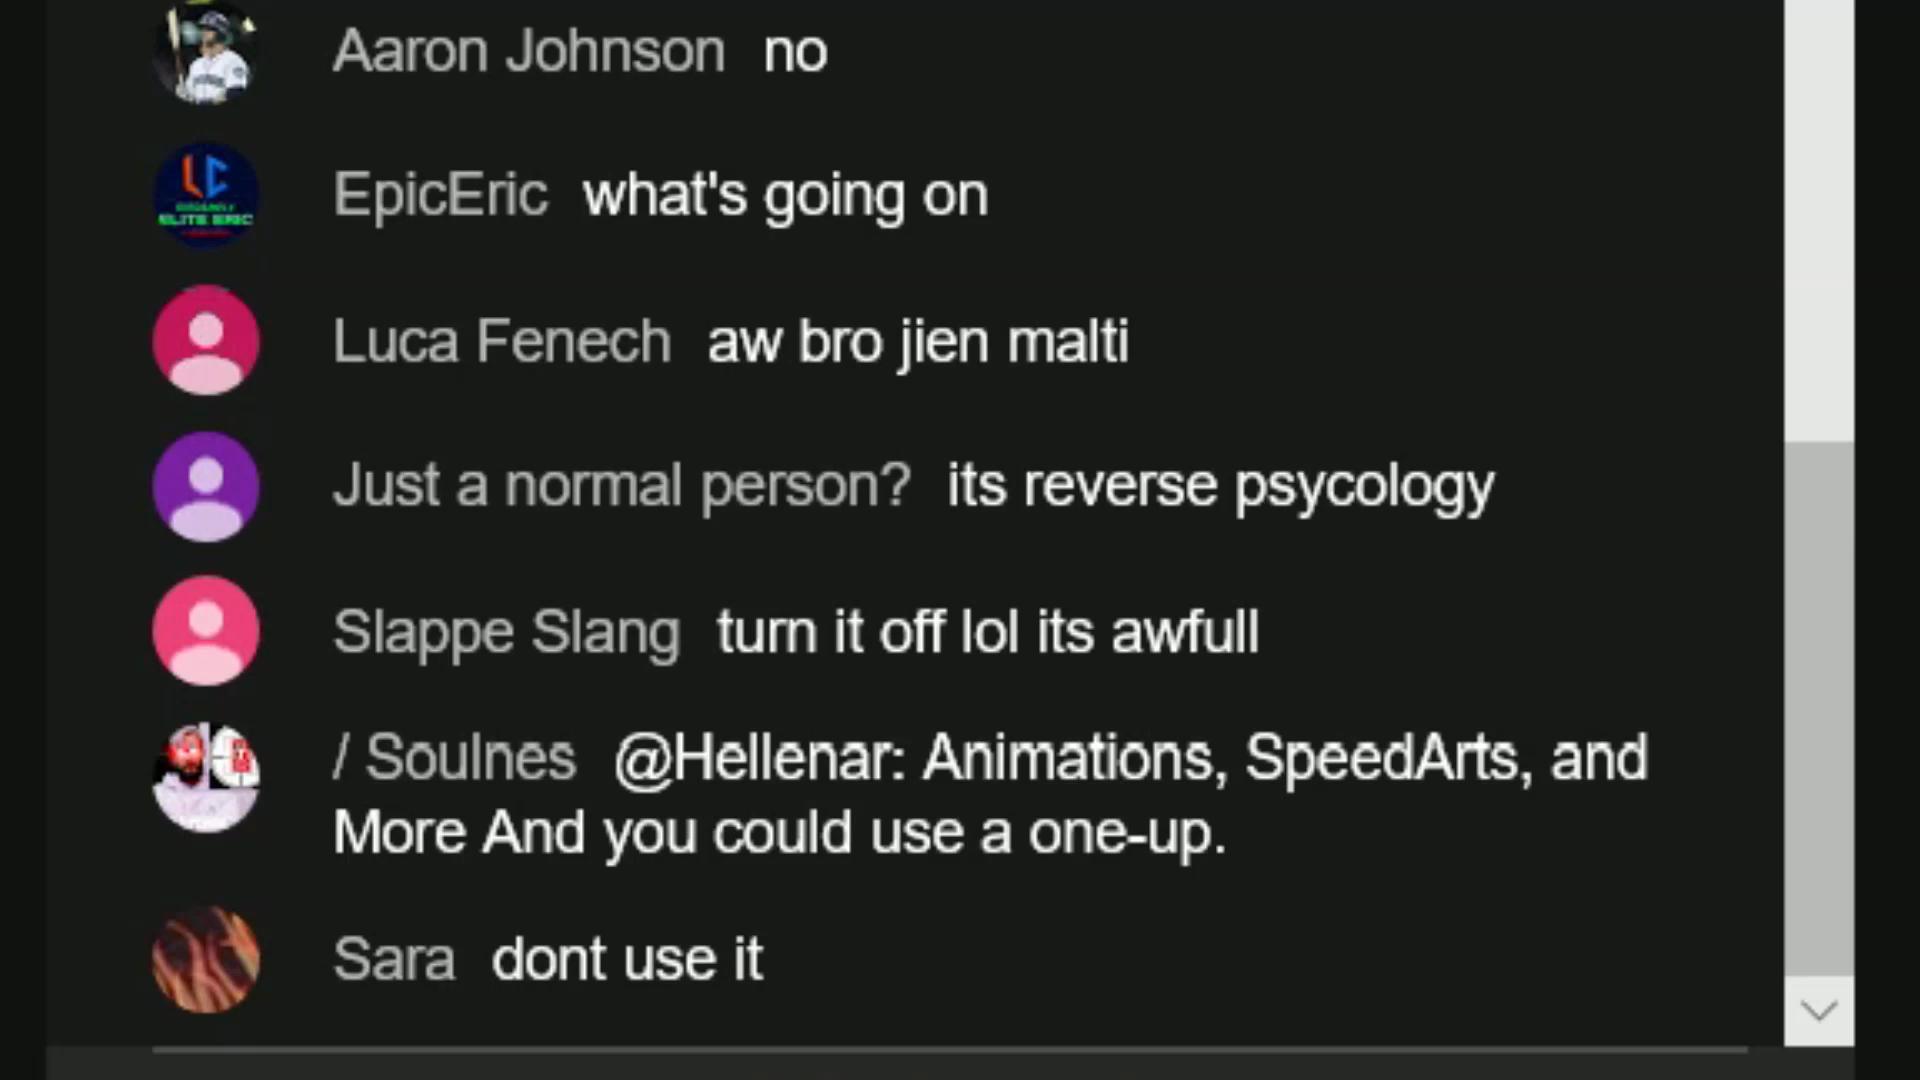 Aaron Johnson no
EpicEric what's going on
ELITE ERIC
Luca Fenech aw bro jien malti
Just a normal person? its reverse psycology
Slappe Slang turn it off lol its awfull
/ Soulnes @Hellenar: Animations, SpeedArts, and
More And you could use a one-up.
Sara dont use it